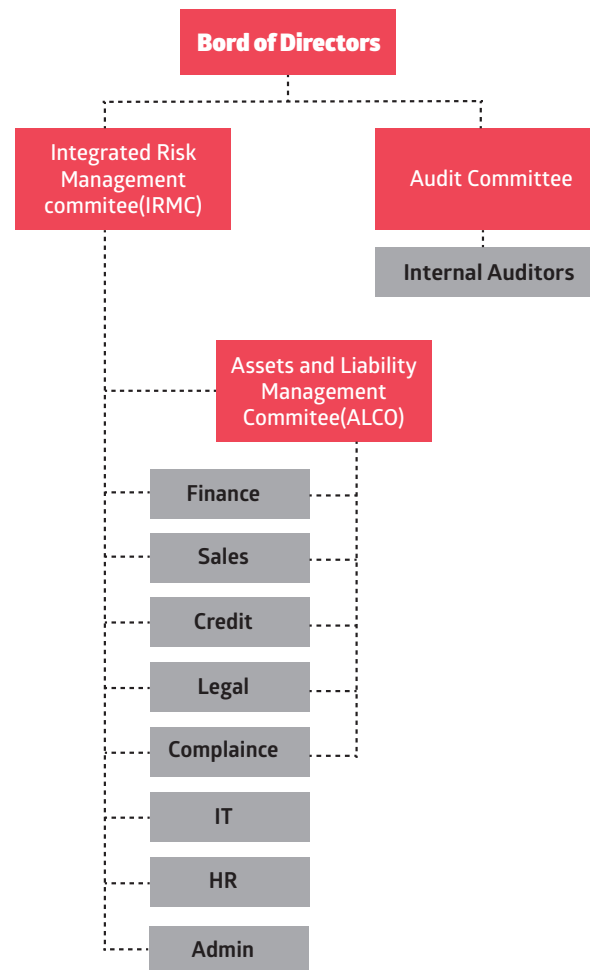 Bord of Directors
Integrated Risk
Management
commitee(IRMC)
Audit Committee
Internal Auditors
Assets and Liability
Management
Commitee(ALCO)
Finance
Sales
Credit
Legal
Complaince
IT
HR
Admin